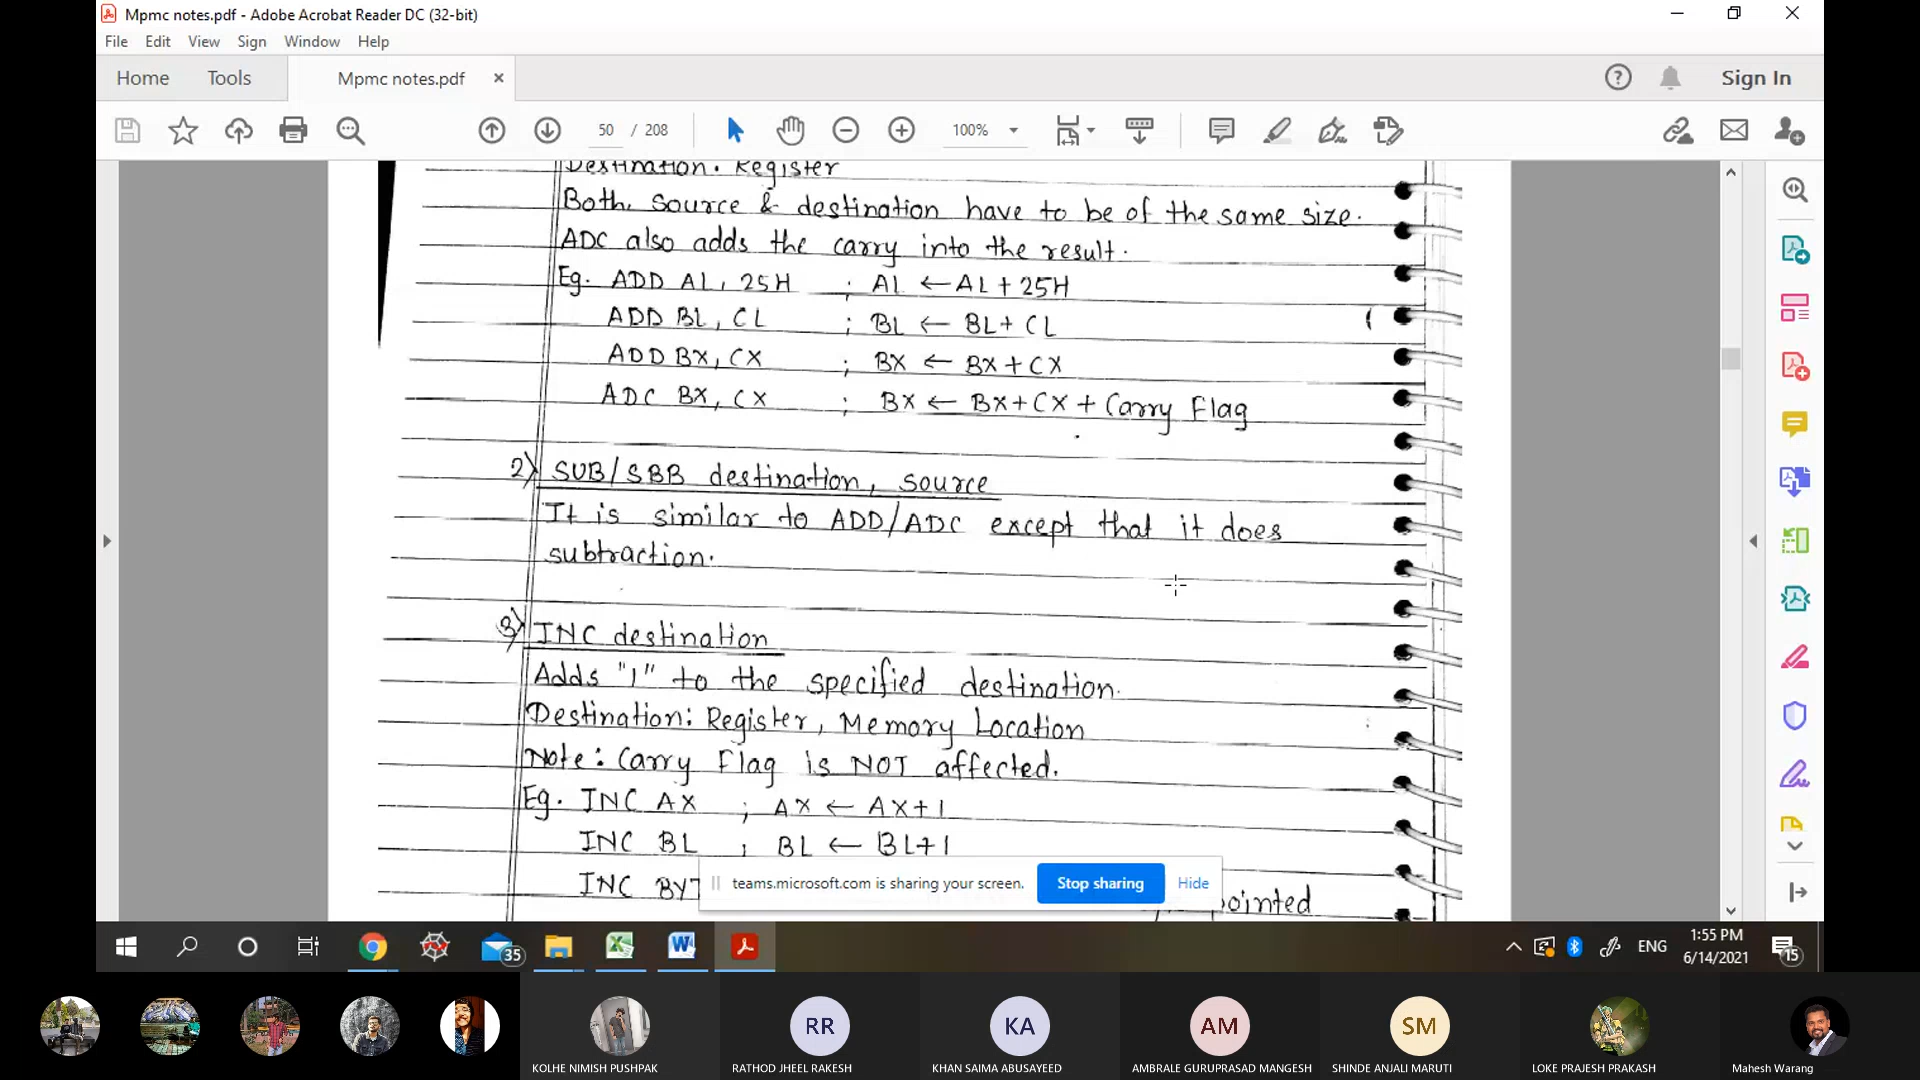 Mpmc notes.pdf - Adobe Acrobat Reader DC (32-bit)
File Edit View Sign Window Help
Home Tools Mpmc notes.pdf Sign In
50 / 208 100%
Destination. Register
Both. Source & destination have to be of the same size.
ADC also adds the carry into the result.
Eg. ADD AL, 25H ; AL ← AL + 25H
ADD BL, CL ; BL ← BL + CL
ADD BX, CX ; BX ← BX + CX
ADC BX, CX ; BX ← BX + CX + Carry Flag
2) SUB/SBB destination, source
It is similar to ADD/ADC except that it does
subtraction.
3) INC destination
Adds "1" to the specified destination.
Destination: Register, Memory Location
Note: Carry Flag is NOT affected.
Eg. INC AX ; AX ← AX+1
INC BL ; BL ← BL+1
INC pointed
teams.microsoft.com is sharing your screen. Stop sharing Hide
35
ENG
1:55 PM
6/14/2021
15
RR KA AM SM
KOLHE NIMISH PUSHPAK RATHOD JHEEL RAKESH KHAN SAIMA ABUSAYEED AMBRALE GURUPRASAD MANGESH SHINDE ANJALI MARUTI LOKE PRAJESH PRAKASH Mahesh Warang